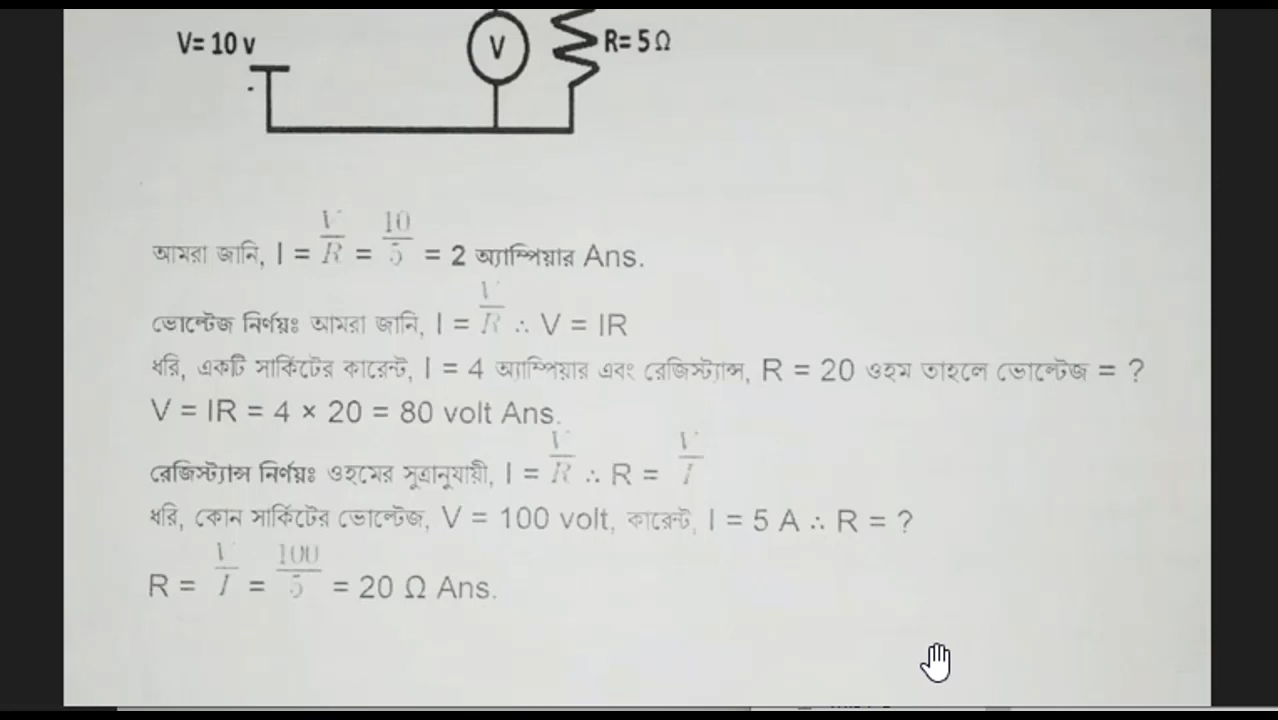 V= 10 v
V
R= 5 Ω
-
আমরা জানি, I = V/R = 10/5 = 2 অ্যাম্পিয়ার Ans.
ভোল্টেজ নির্ণয়ঃ আমরা জানি, I = V/R ∴ V = IR
ধরি, একটি সার্কিটের কারেন্ট, I = 4 অ্যাম্পিয়ার এবং রেজিস্ট্যান্স, R = 20 ওহম তাহলে ভোল্টেজ = ?
V = IR = 4 × 20 = 80 volt Ans.
রেজিস্ট্যান্স নির্ণয়ঃ ওহমের সূত্রানুযায়ী, I = V/R ∴ R = V/I
ধরি, কোন সার্কিটের ভোল্টেজ, V = 100 volt, কারেন্ট, I = 5 A ∴ R = ?
R = V/I = 100/5 = 20 Ω Ans.